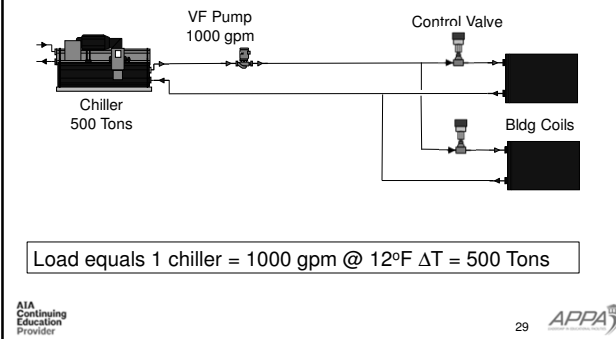 VF Pump
1000 gpm
Control Valve
Chiller
500 Tons
Bldg Coils
Load equals 1 chiller = 1000 gpm @ 12ºF ΔT = 500 Tons
AIA
Continuing
Education
Provider
29
APPA